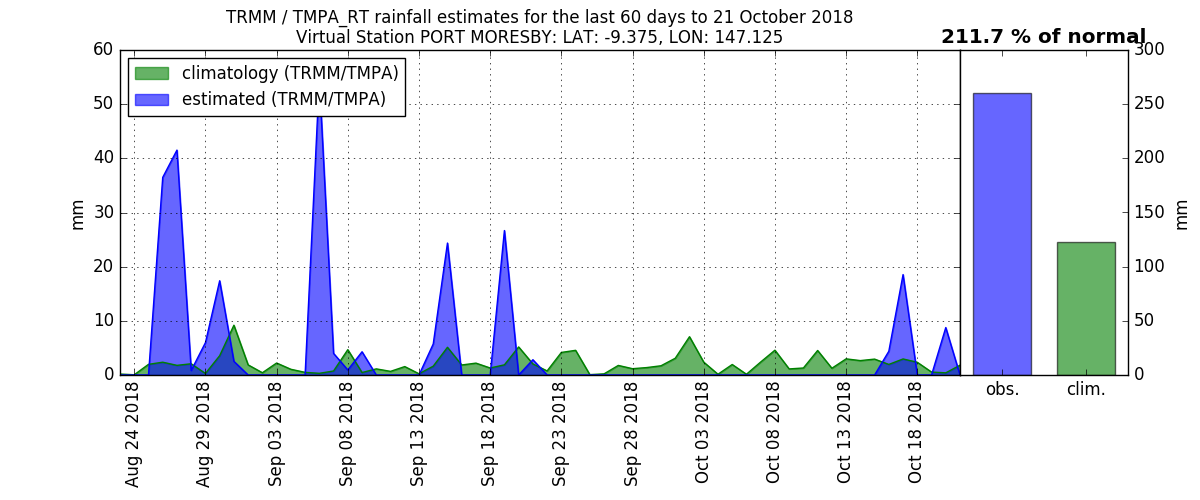 TRMM / TMPA_RT rainfall estimates for the last 60 days to 21 October 2018
Virtual Station PORT MORESBY: LAT: -9.375, LON: 147.125
211.7 % of normal
climatology (TRMM/TMPA)
estimated (TRMM/TMPA)
60
50
40
30
20
10
0
mm
Aug 24 2018
Aug 29 2018
Sep 03 2018
Sep 08 2018
Sep 13 2018
Sep 18 2018
Sep 23 2018
Sep 28 2018
Oct 03 2018
Oct 08 2018
Oct 13 2018
Oct 18 2018
obs.
clim.
300
250
200
150
100
50
0
mm